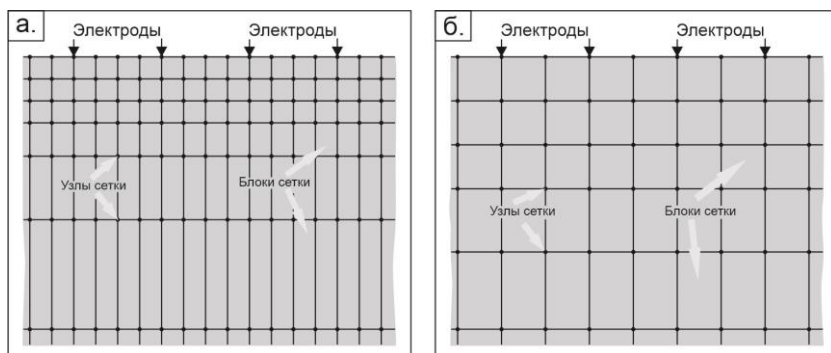 а.
Электроды
Электроды
Узлы сетки
Блоки сетки
б.
Электроды
Электроды
Узлы сетки
Блоки сетки